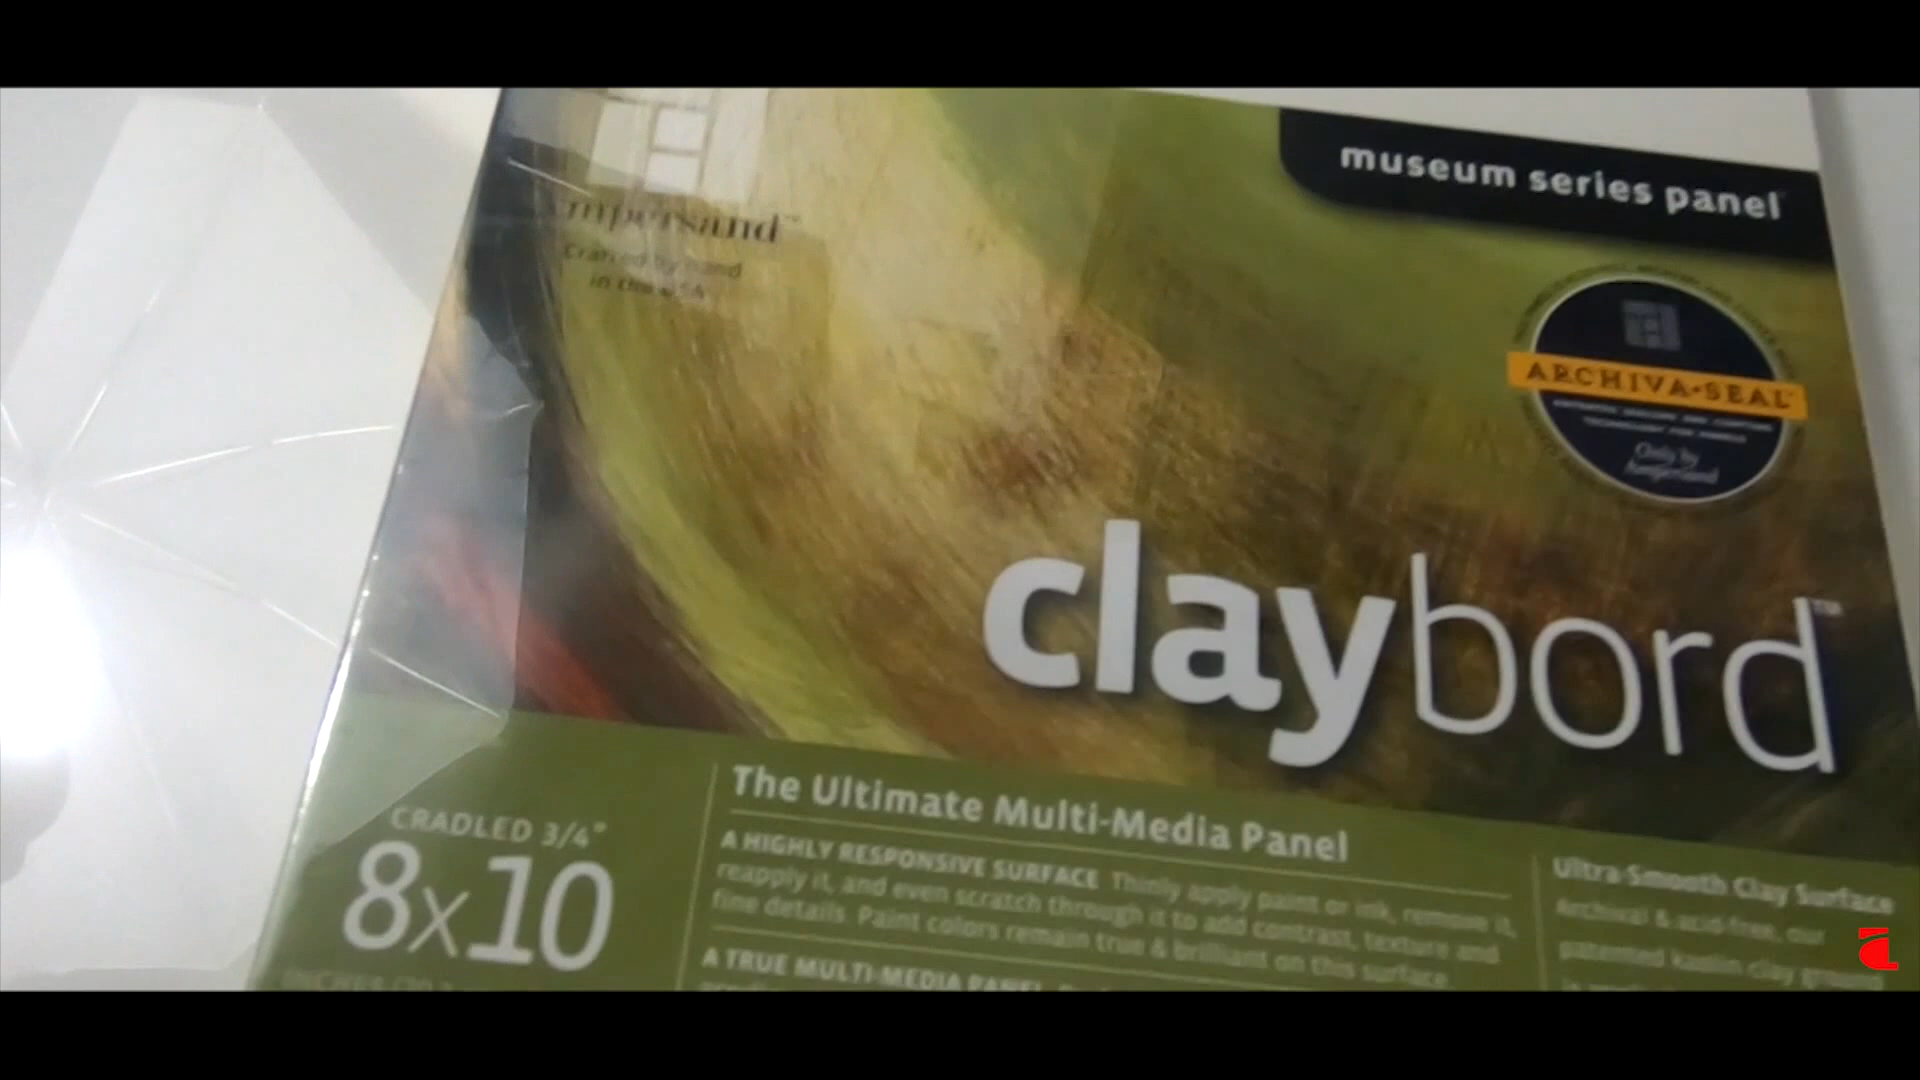 museum series panel
Crafted by hand
in the USA
ARCHIVA•SEAL™
Only by
Ampersand
claybord™
CRADLED 3/4"
8x10
The Ultimate Multi-Media Panel
A HIGHLY RESPONSIVE SURFACE Thinly apply paint or ink, remove it,
reapply it, and even scratch through it to add contrast, texture and
fine details. Paint colors remain true & brilliant on this surface.
A TRUE MULTI-MEDIA PANEL
Ultra Smooth Clay Surface
Archival & acid-free, our
patented kaolin clay ground